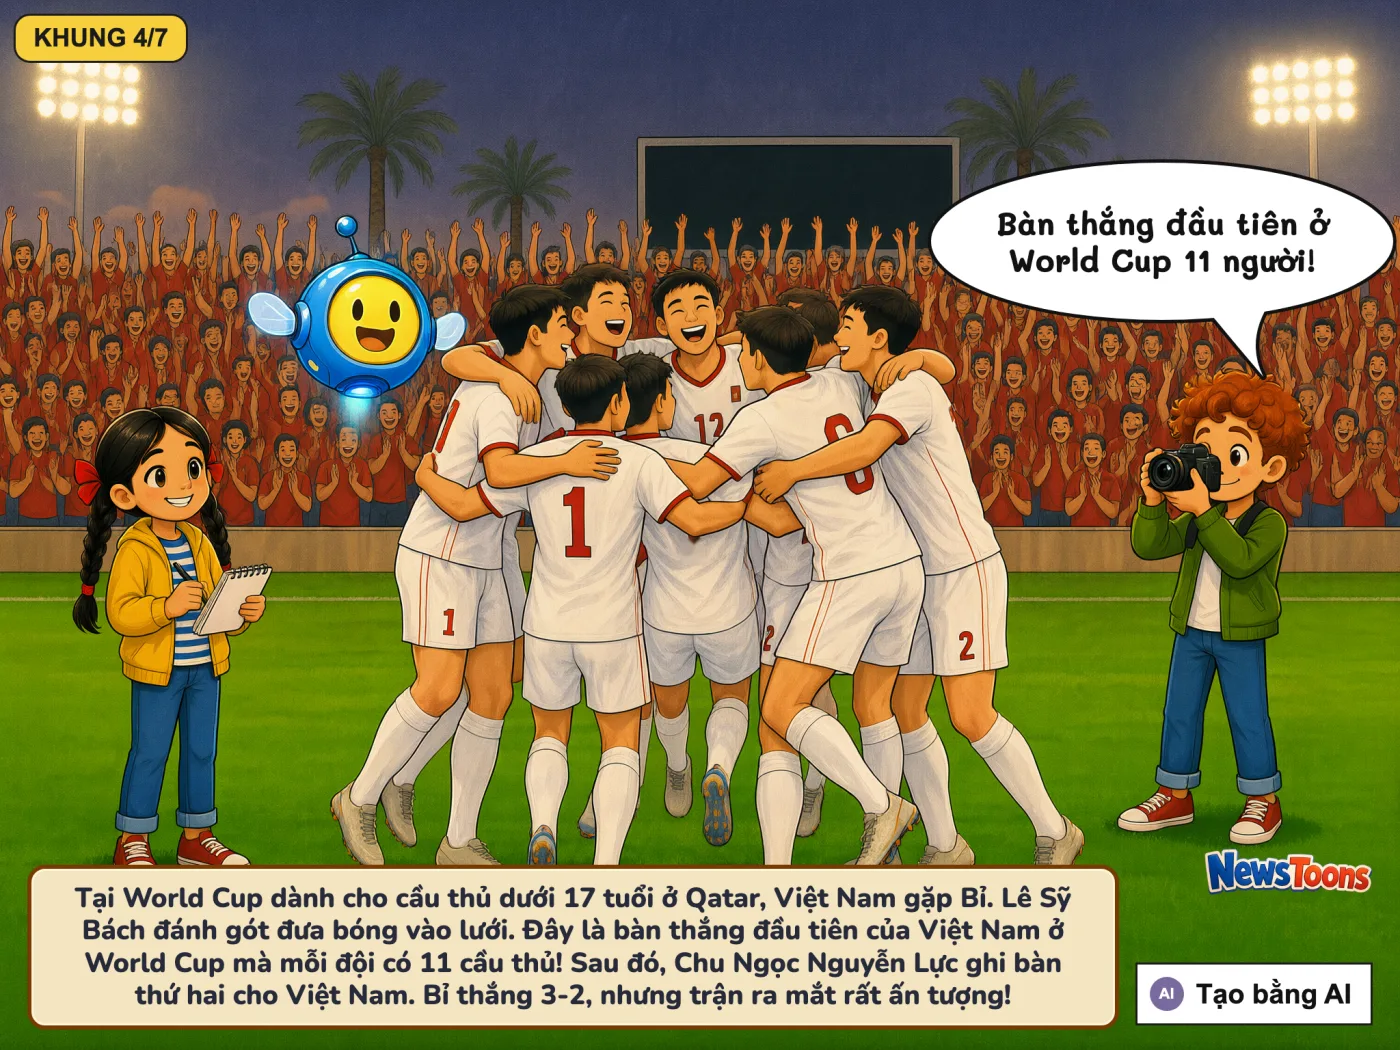 KHUNG 4/7
Bàn thắng đầu tiên ở
World Cup 11 người!
12
1
6
1
2
2
NewsToons
Tại World Cup dành cho cầu thủ dưới 17 tuổi ở Qatar, Việt Nam gặp Bỉ. Lê Sỹ
Bách đánh gót đưa bóng vào lưới. Đây là bàn thắng đầu tiên của Việt Nam ở
World Cup mà mỗi đội có 11 cầu thủ! Sau đó, Chu Ngọc Nguyễn Lực ghi bàn
thứ hai cho Việt Nam. Bỉ thắng 3-2, nhưng trận ra mắt rất ấn tượng!
AI Tạo bằng AI